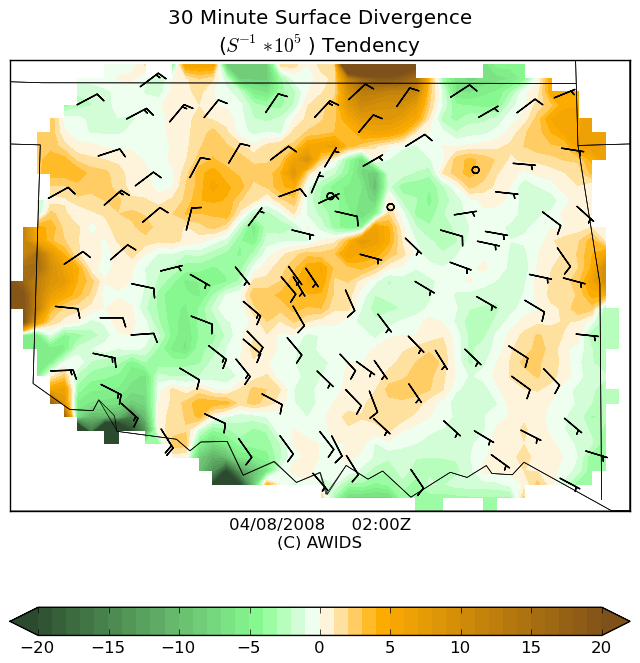 30 Minute Surface Divergence
(S⁻¹ * 10⁵ ) Tendency
04/08/2008 02:00Z
(C) AWIDS
−20 −15 −10 −5 0 5 10 15 20